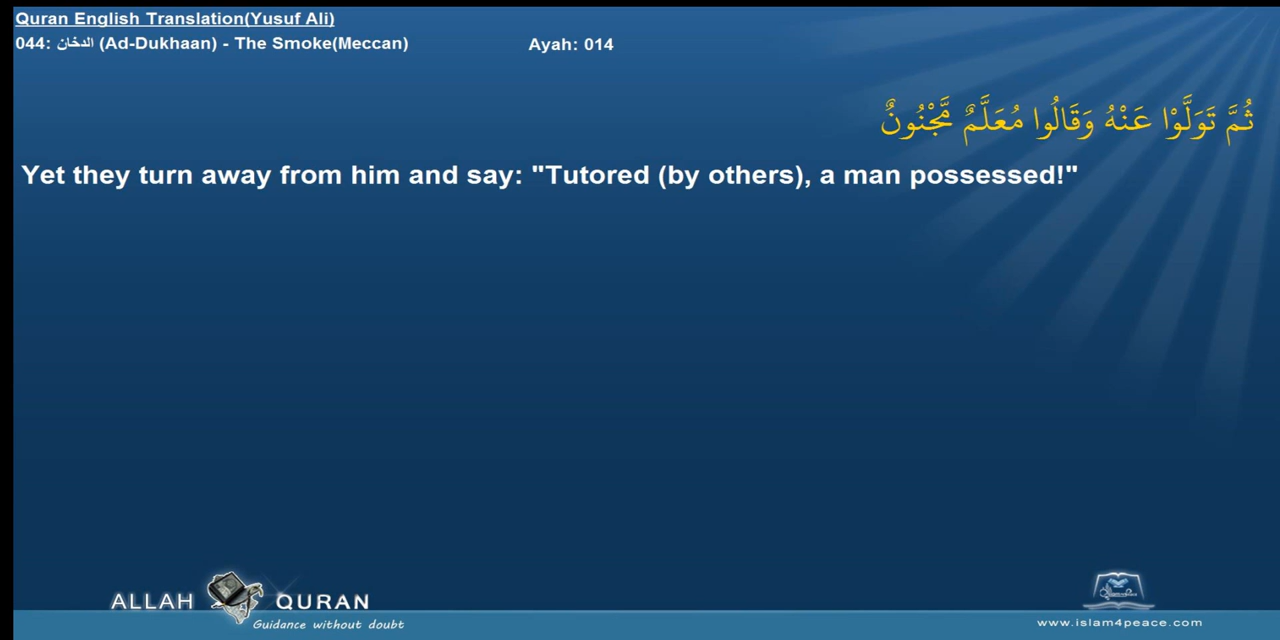 Quran English Translation(Yusuf Ali)
044: الدخان (Ad-Dukhaan) - The Smoke(Meccan) Ayah: 014
ثُمَّ تَوَلَّوْا عَنْهُ وَقَالُوا مُعَلَّمٌ مَّجْنُونٌ
Yet they turn away from him and say: "Tutored (by others), a man possessed!"
ALLAH QURAN
Guidance without doubt
www.islam4peace.com